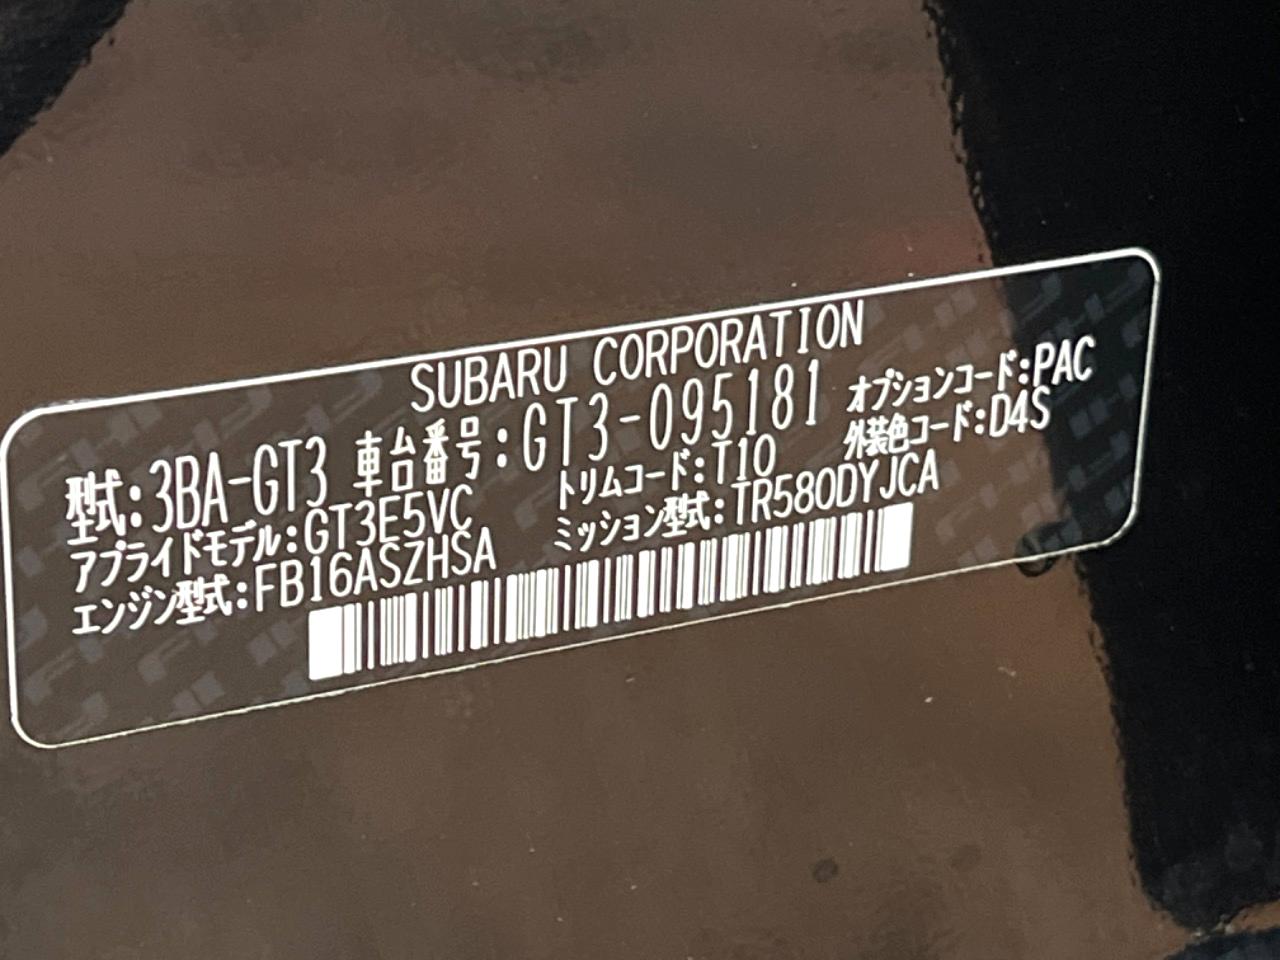 SUBARU CORPORATION
型式:3BA-GT3 車台番号:GT3-095181 オプションコード:PAC
アプライドモデル:GT3E5VC トリムコード:T10 外装色コード:D4S
エンジン型式:FB16ASZHSA ミッション型式:TR580DYJCA